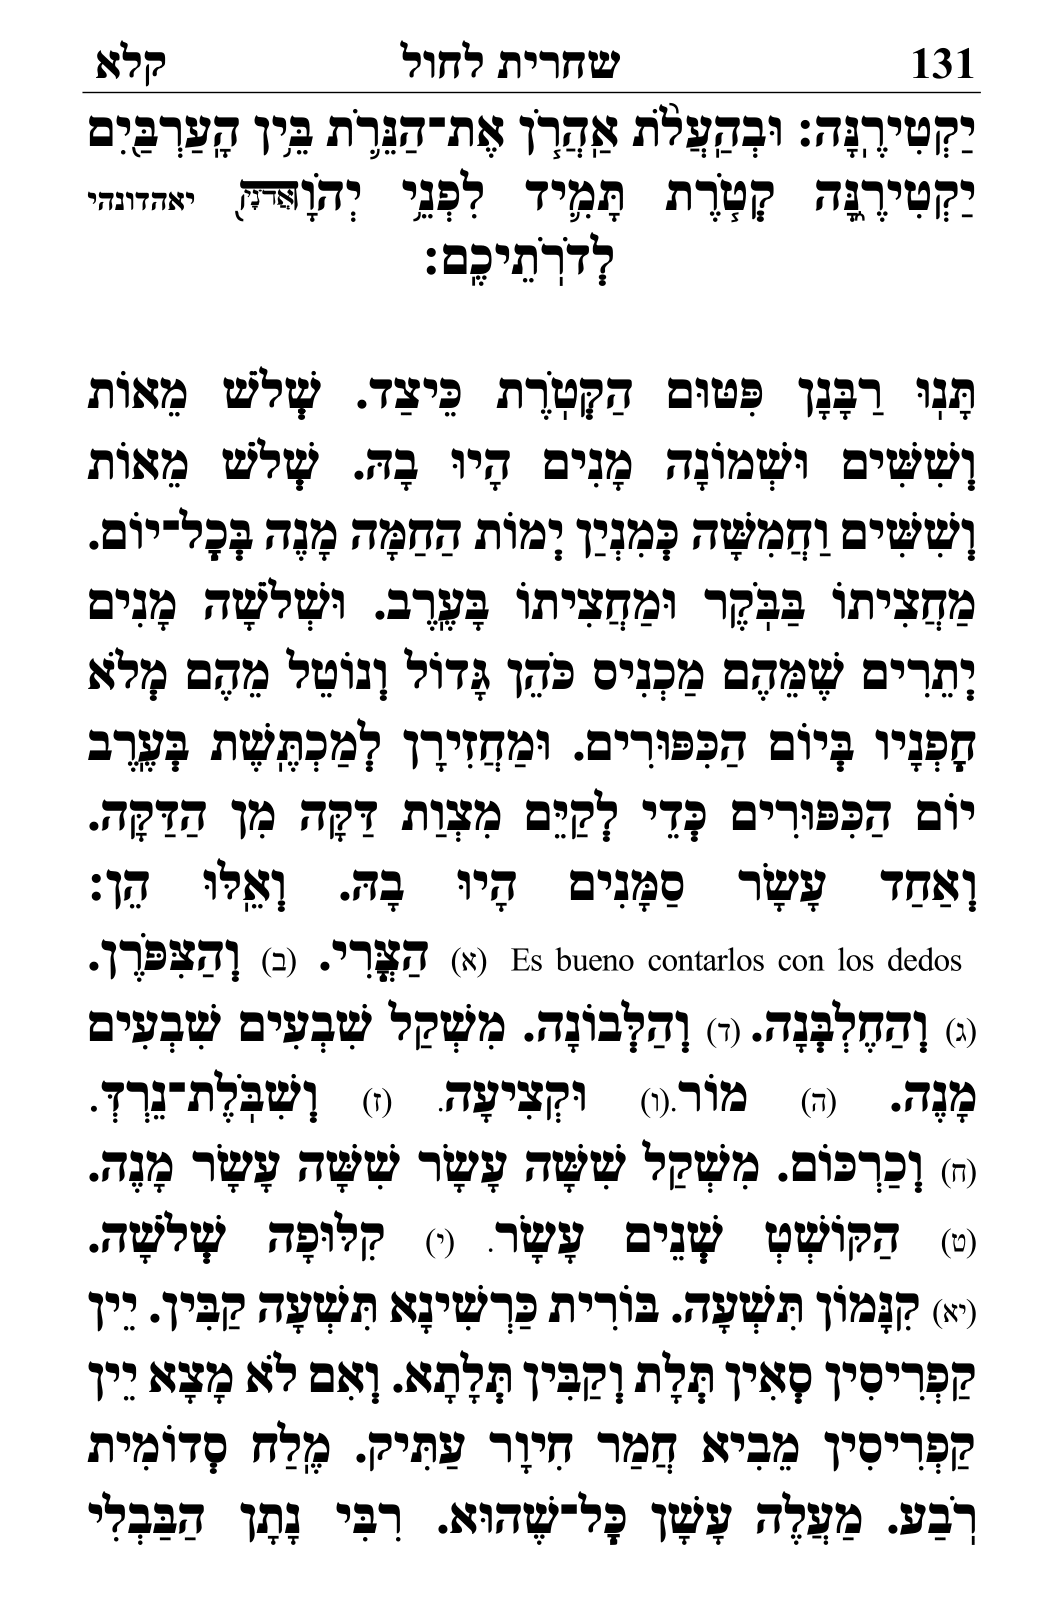 131 שחרית לחול קלא
יַקְטִירֶֽנָּה׃ וּבְהַֽעֲלֹ֨ת אַֽהֲרֹ֧ן אֶת־הַנֵּרֹ֛ת בֵּ֥ין הָֽעַרְבַּ֖יִם
יַקְטִירֶ֑נָּה קְטֹ֧רֶת תָּמִ֛יד לִפְנֵ֥י יְהֹוָ֖ה אֲדֹנָי יאהדונהי
לְדֹרֹֽתֵיכֶֽם׃
תָּנֽוּ רַבָּנָן פִּטּוּם הַקְּטֹֽרֶת כֵּיצַד. שְׁלֹשׁ מֵאוֹת
וְשִׁשִּׁים וּשְׁמוֹנָה מָנִים הָיוּ בָהּ. שְׁלֹשׁ מֵאוֹת
וְשִׁשִּׁים וַחֲמִשָּׁה כְּמִנְיַן יְמוֹת הַחַמָּה מָנֶה בְּכׇל־יוֹם.
מַחֲצִיתוֹ בַּבֹּֽקֶר וּמַחֲצִיתוֹ בָּעֶֽרֶב. וּשְׁלֹשָׁה מָנִים
יְתֵרִים שֶׁמֵּהֶם מַכְנִיס כֹּהֵן גָּדוֹל וְנוֹטֵל מֵהֶם מְלֹא
חׇפְנָיו בְּיוֹם הַכִּפּוּרִים. וּמַחֲזִירָן לְמַכְתֶּֽשֶׁת בְּעֶֽרֶב
יוֹם הַכִּפּוּרִים כְּדֵי לְקַיֵּם מִצְוַת דַּקָּה מִן הַדַּקָּה.
וְאַחַד עָשָׂר סַמָּנִים הָיוּ בָהּ. וְאֵֽלּוּ הֵן:
Es bueno contarlos con los dedos (א) הַצֳּרִי. (ב) וְהַצִּפֹּרֶן.
(ג) וְהַחֶלְבְּנָה. (ד) וְהַלְּבוֹנָה. מִשְׁקַל שִׁבְעִים שִׁבְעִים
מָנֶה. (ה) מוֹר.(ו) וּקְצִיעָה. (ז) וְשִׁבֹּֽלֶת־נֵרְדְּ.
(ח) וְכַרְכּוֹם. מִשְׁקַל שִׁשָּׁה עָשָׂר שִׁשָּׁה עָשָׂר מָנֶה.
(ט) הַקּוֹשְׁטְ שְׁנֵים עָשָׂר. (י) קִלּוּפָה שְׁלֹשָׁה.
(יא) קִנָּמוֹן תִּשְׁעָה. בּוֹרִית כַּרְשִׁינָא תִּשְׁעָה קַבִּין. יֵין
קַפְרִיסִין סְאִין תְּלָת וְקַבִּין תְּלָתָא. וְאִם לֹא מָצָא יֵין
קַפְרִיסִין מֵבִיא חֲמַר חִיוָר עַתִּיק. מֶֽלַח סְדוֹמִית
רֹֽבַע. מַעֲלֶה עָשָׁן כׇּל־שֶׁהוּא. רִבִּי נָתָן הַבַּבְלִי